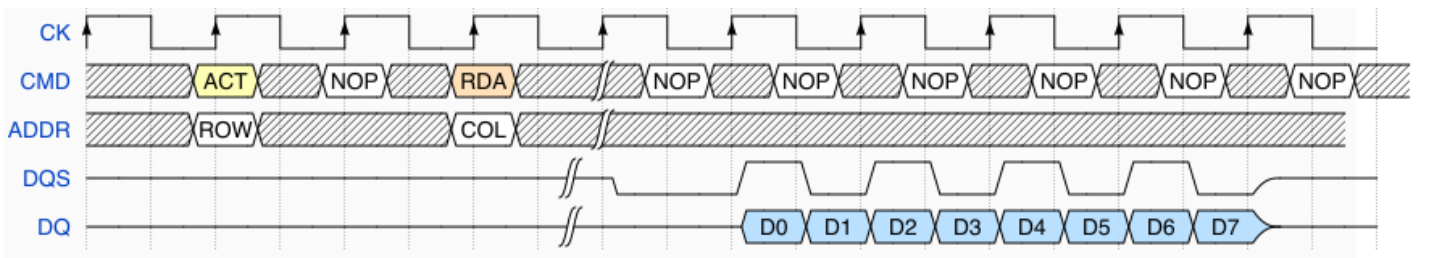 CK
CMD ACT NOP RDA NOP NOP NOP NOP NOP NOP
ADDR ROW COL
DQS
DQ D0 D1 D2 D3 D4 D5 D6 D7